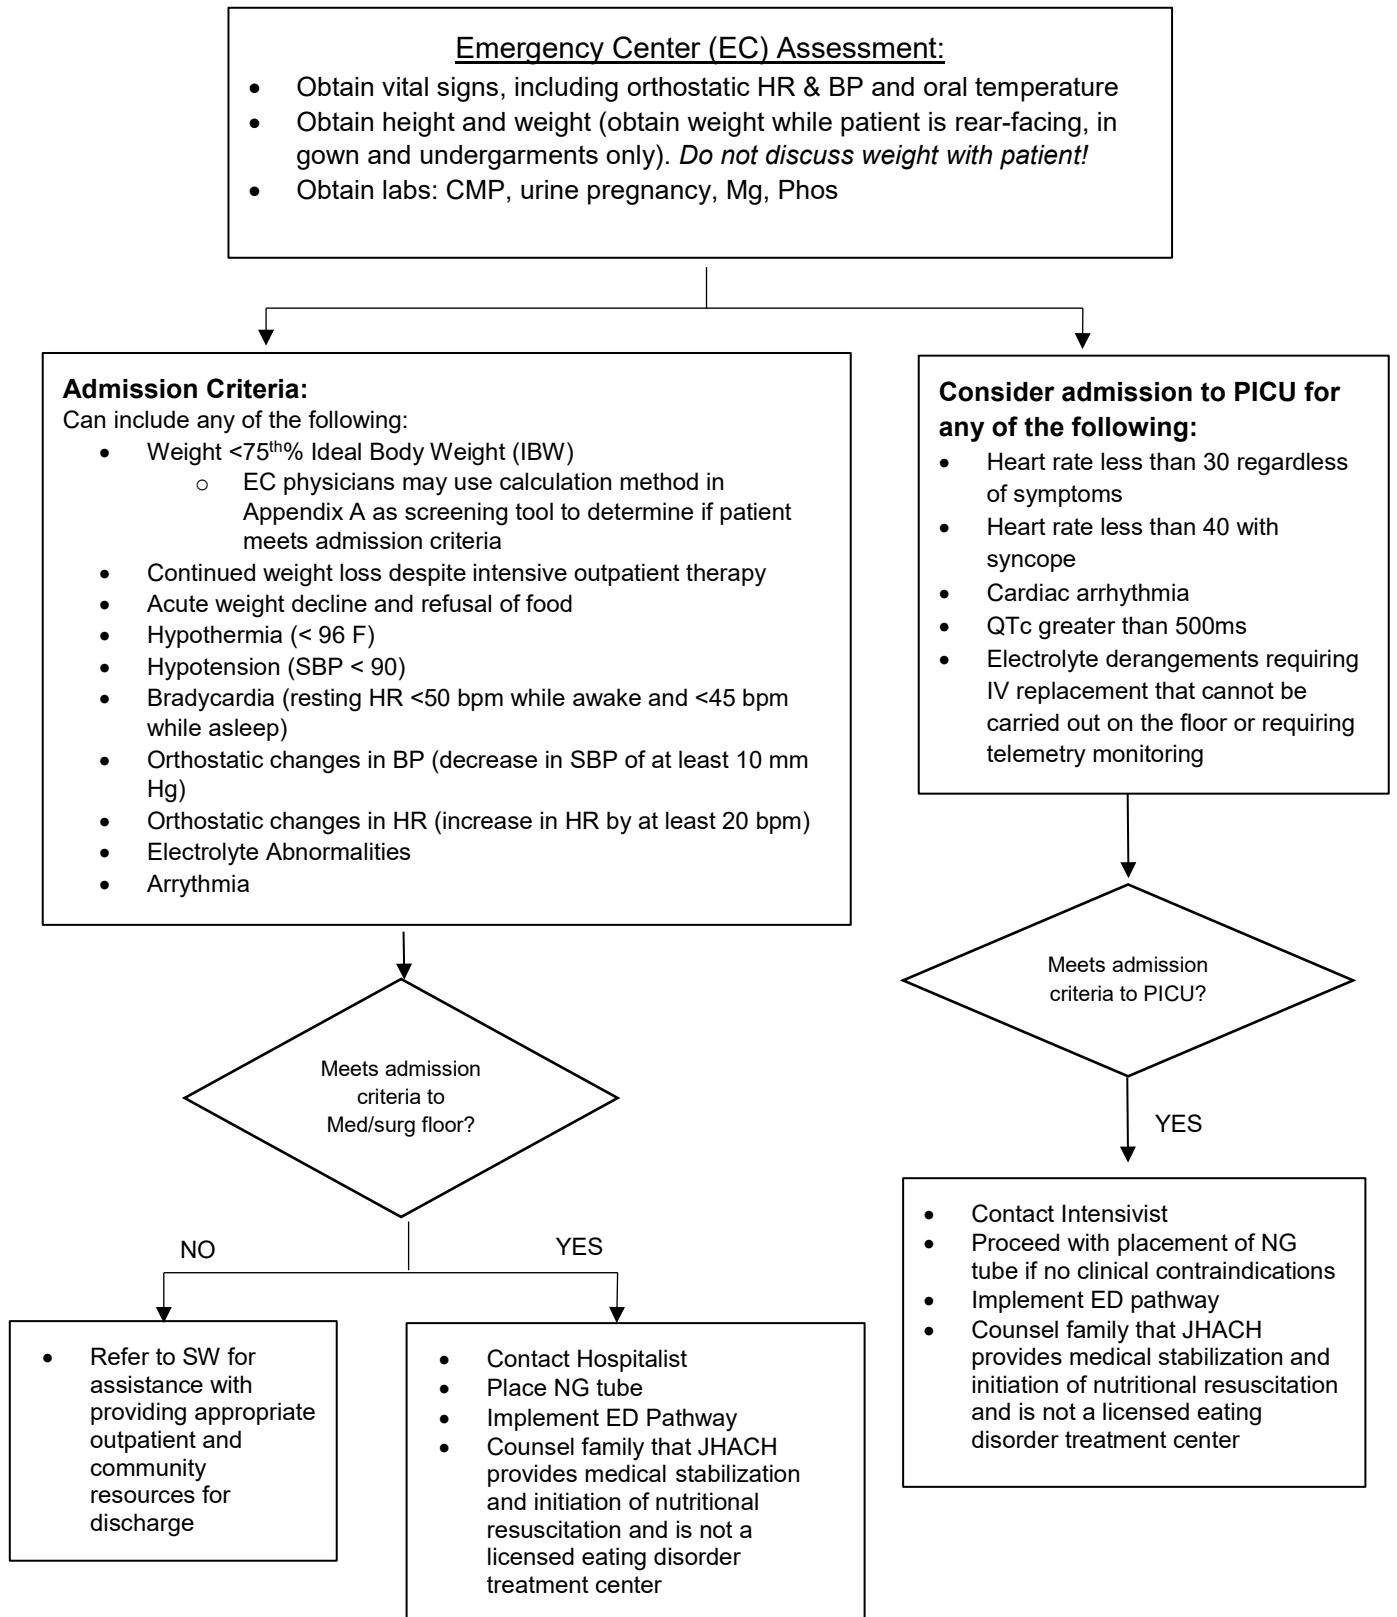 Emergency Center (EC) Assessment:
• Obtain vital signs, including orthostatic HR & BP and oral temperature
• Obtain height and weight (obtain weight while patient is rear-facing, in
gown and undergarments only). Do not discuss weight with patient!
• Obtain labs: CMP, urine pregnancy, Mg, Phos
Admission Criteria:
Can include any of the following:
• Weight <75th% Ideal Body Weight (IBW)
o EC physicians may use calculation method in
Appendix A as screening tool to determine if patient
meets admission criteria
• Continued weight loss despite intensive outpatient therapy
• Acute weight decline and refusal of food
• Hypothermia (< 96 F)
• Hypotension (SBP < 90)
• Bradycardia (resting HR <50 bpm while awake and <45 bpm
while asleep)
• Orthostatic changes in BP (decrease in SBP of at least 10 mm
Hg)
• Orthostatic changes in HR (increase in HR by at least 20 bpm)
• Electrolyte Abnormalities
• Arrythmia
Consider admission to PICU for
any of the following:
• Heart rate less than 30 regardless
of symptoms
• Heart rate less than 40 with
syncope
• Cardiac arrhythmia
• QTc greater than 500ms
• Electrolyte derangements requiring
IV replacement that cannot be
carried out on the floor or requiring
telemetry monitoring
Meets admission
criteria to PICU?
Meets admission
criteria to
Med/surg floor?
YES
NO
YES
• Refer to SW for
assistance with
providing appropriate
outpatient and
community
resources for
discharge
• Contact Hospitalist
• Place NG tube
• Implement ED Pathway
• Counsel family that JHACH
provides medical stabilization
and initiation of nutritional
resuscitation and is not a
licensed eating disorder
treatment center
• Contact Intensivist
• Proceed with placement of NG
tube if no clinical contraindications
• Implement ED pathway
• Counsel family that JHACH
provides medical stabilization and
initiation of nutritional resuscitation
and is not a licensed eating
disorder treatment center